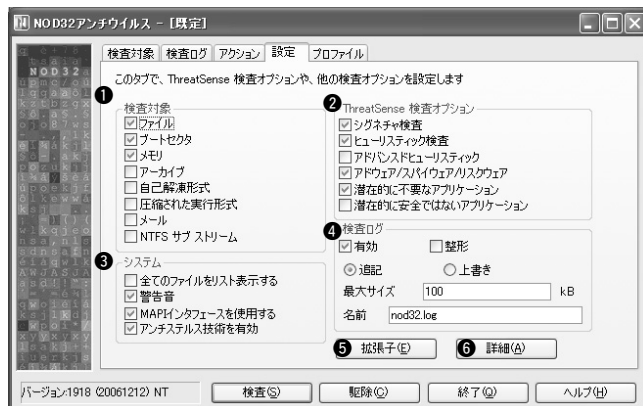 NOD32アンチウイルス - [既定]
NOD32
検査対象 検査ログ アクション 設定 プロファイル
このタブで、ThreatSense 検査オプションや、他の検査オプションを設定します
❶
検査対象
ファイル
ブートセクタ
メモリ
アーカイブ
自己解凍形式
圧縮された実行形式
メール
NTFS サブ ストリーム
❷
ThreatSense 検査オプション
シグネチャ検査
ヒューリスティック検査
アドバンスドヒューリスティック
アドウェア/スパイウェア/リスクウェア
潜在的に不要なアプリケーション
潜在的に安全ではないアプリケーション
❸
システム
全てのファイルをリスト表示する
警告音
MAPIインタフェースを使用する
アンチステルス技術を有効
❹
検査ログ
有効 整形
追記 上書き
最大サイズ 100 kB
名前 nod32.log
❺ 拡張子(E) ❻ 詳細(A)
バージョン:1918 (20061212) NT 検査(S) 駆除(C) 終了(Q) ヘルプ(H)